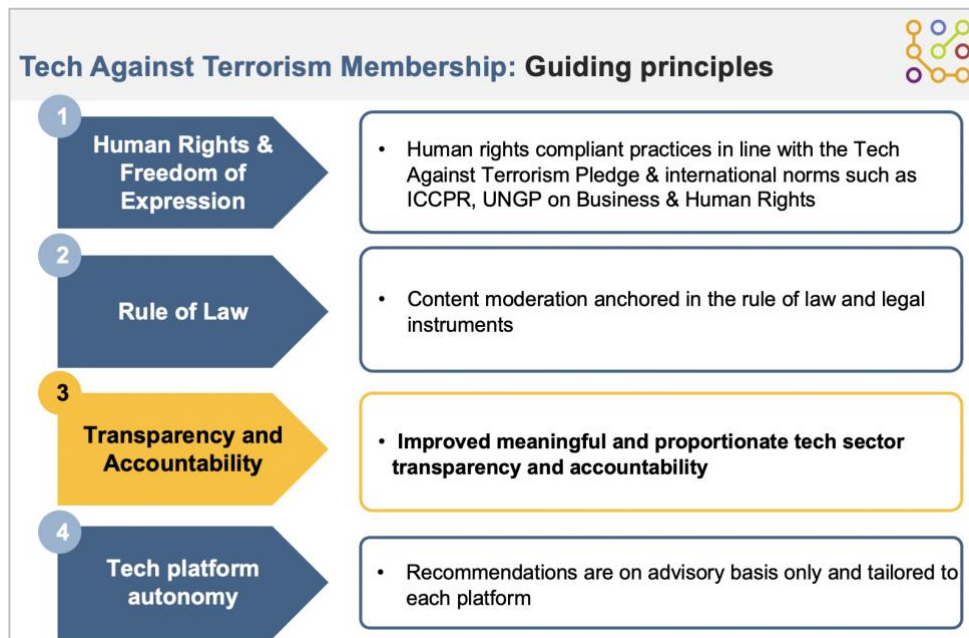 Tech Against Terrorism Membership: Guiding principles
1
Human Rights &
Freedom of
Expression
• Human rights compliant practices in line with the Tech
Against Terrorism Pledge & international norms such as
ICCPR, UNGP on Business & Human Rights
2
Rule of Law
• Content moderation anchored in the rule of law and legal
instruments
3
Transparency and
Accountability
• Improved meaningful and proportionate tech sector
transparency and accountability
4
Tech platform
autonomy
• Recommendations are on advisory basis only and tailored to
each platform